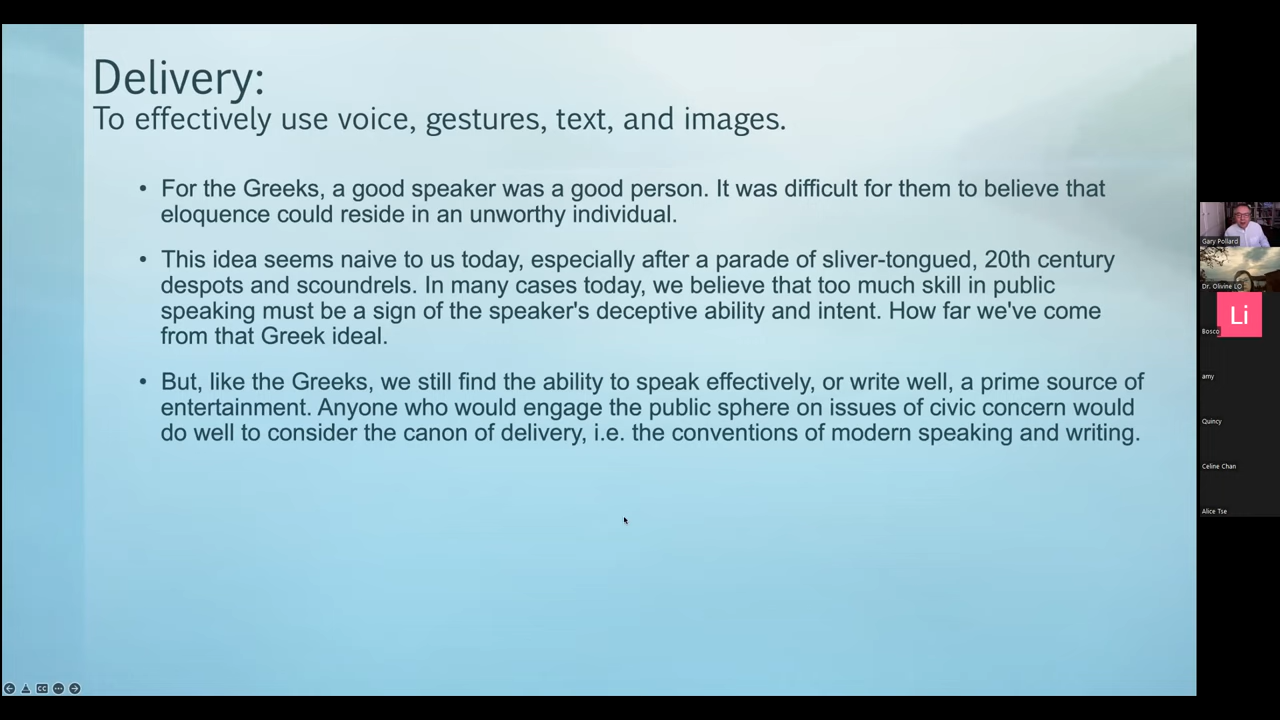 Delivery:
To effectively use voice, gestures, text, and images.
• For the Greeks, a good speaker was a good person. It was difficult for them to believe that
eloquence could reside in an unworthy individual.
• This idea seems naive to us today, especially after a parade of sliver-tongued, 20th century
despots and scoundrels. In many cases today, we believe that too much skill in public
speaking must be a sign of the speaker's deceptive ability and intent. How far we've come
from that Greek ideal.
• But, like the Greeks, we still find the ability to speak effectively, or write well, a prime source of
entertainment. Anyone who would engage the public sphere on issues of civic concern would
do well to consider the canon of delivery, i.e. the conventions of modern speaking and writing.
Gary Pollard
Dr. Olivine LO
Li
Bosco
amy
Quincy
Celine Chan
Alice Tse